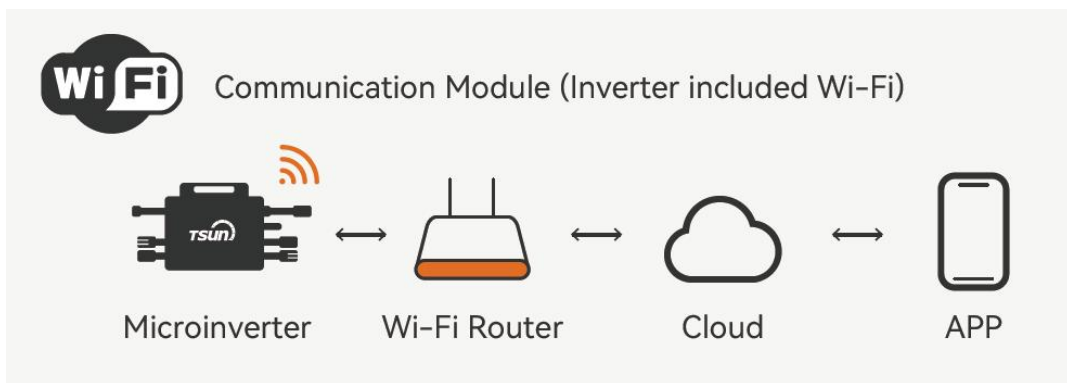 Wi Fi
Communication Module (Inverter included Wi-Fi)
TSUN
Microinverter
Wi-Fi Router
Cloud
APP